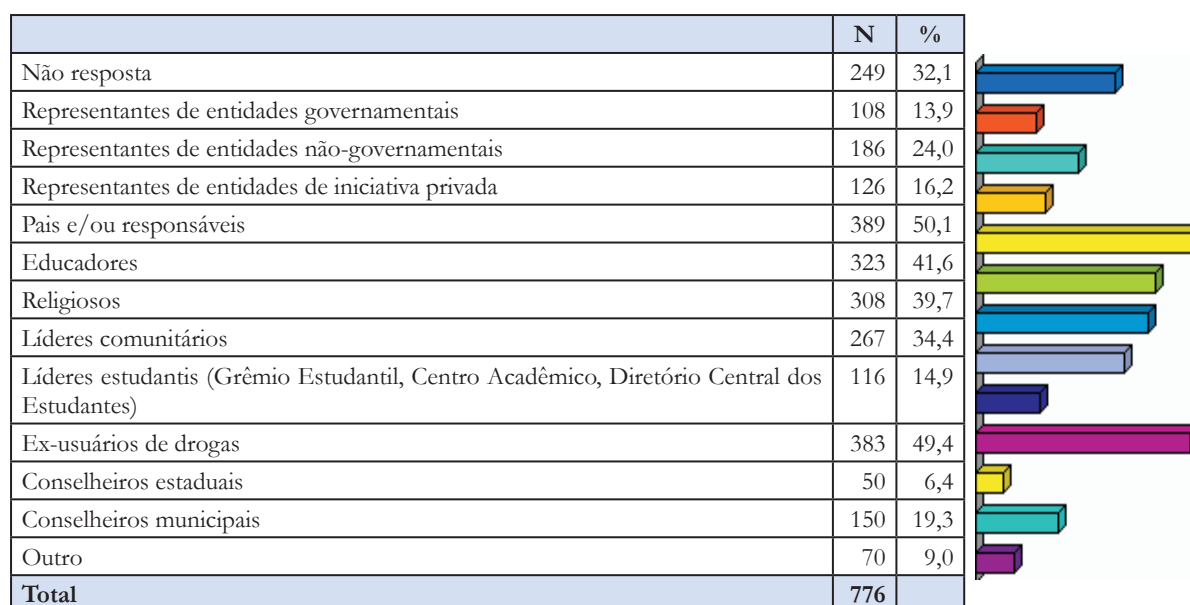 N %
Não resposta 249 32,1
Representantes de entidades governamentais 108 13,9
Representantes de entidades não-governamentais 186 24,0
Representantes de entidades de iniciativa privada 126 16,2
Pais e/ou responsáveis 389 50,1
Educadores 323 41,6
Religiosos 308 39,7
Líderes comunitários 267 34,4
Líderes estudantis (Grêmio Estudantil, Centro Acadêmico, Diretório Central dos 116 14,9
Estudantes)
Ex-usuários de drogas 383 49,4
Conselheiros estaduais 50 6,4
Conselheiros municipais 150 19,3
Outro 70 9,0
Total 776